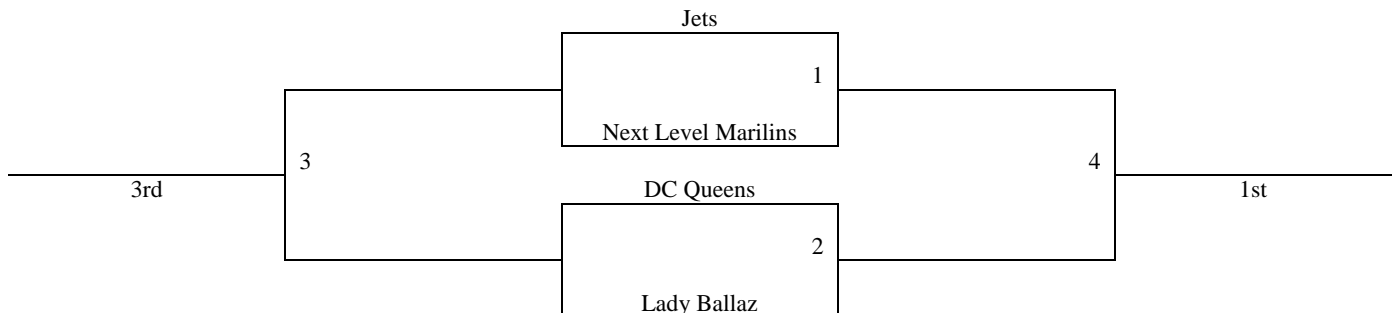 Jets
1
Next Level Marilins
3
4
3rd
DC Queens
1st
2
Lady Ballaz